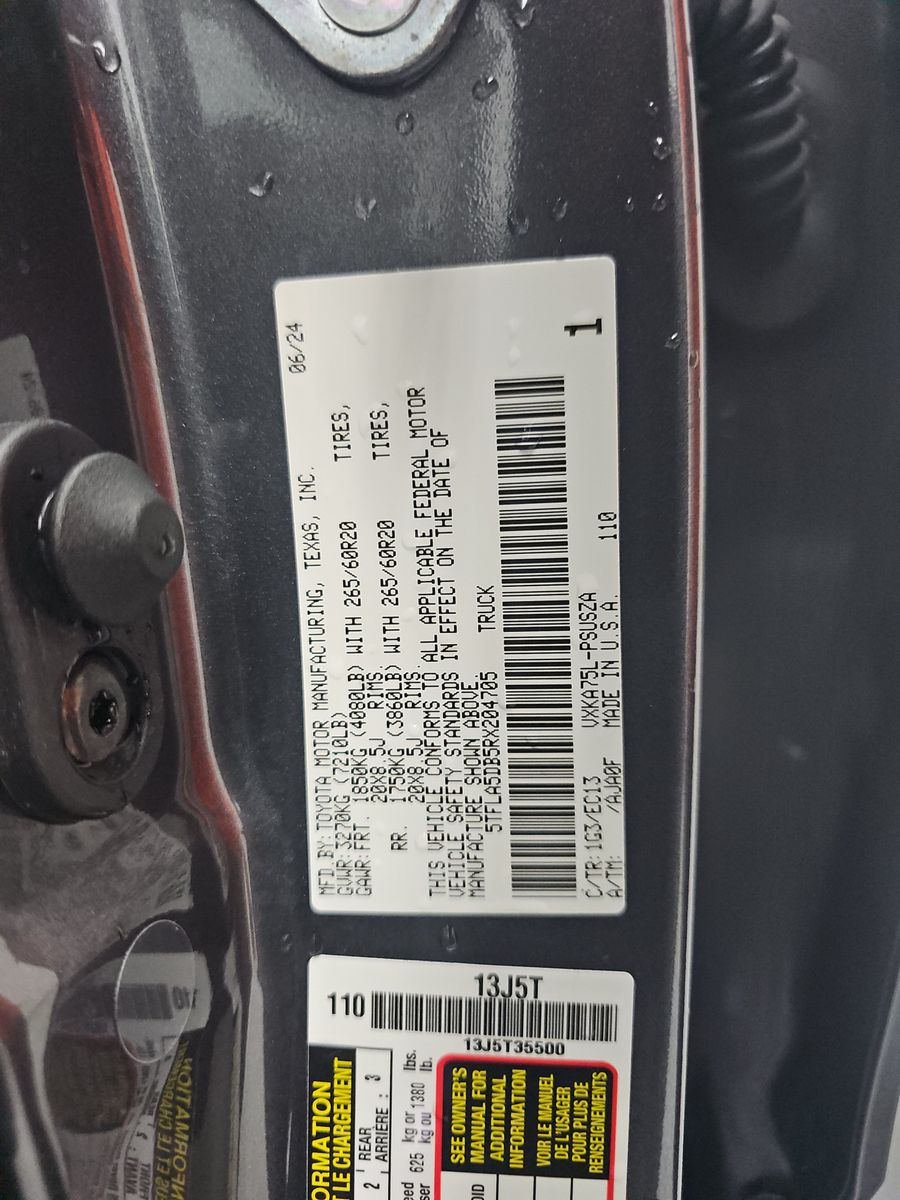 MFD.BY:TOYOTA MOTOR MANUFACTURING, TEXAS, INC. 06/24
GVWR:3270KG (7210LB)
GAWR:FRT. 1850KG (4080LB) WITH 265/60R20 TIRES,
20X8.5J RIMS.
RR. 1750KG (3860LB) WITH 265/60R20 TIRES,
20X8.5J RIMS.
THIS VEHICLE CONFORMS TO ALL APPLICABLE FEDERAL MOTOR
VEHICLE SAFETY STANDARDS IN EFFECT ON THE DATE OF
MANUFACTURE SHOWN ABOVE.
5TFLA5DB5RX204705 TRUCK
1
C/TR:1G3/EC13 VXKA75L-PSUSZA 110
A/TM: /AJA0F MADE IN U.S.A.
110
13J5T
13J5T35500
ORMATION
T LE CHARGEMENT
2 REAR 3
ARRIÈRE :
625 kg or 1380 lbs.
kg ou lb.
SEE OWNER'S
MANUAL FOR
ADDITIONAL
INFORMATION
VOIR LE MANUEL
DE L'USAGER
POUR PLUS DE
RENSEIGNEMENTS